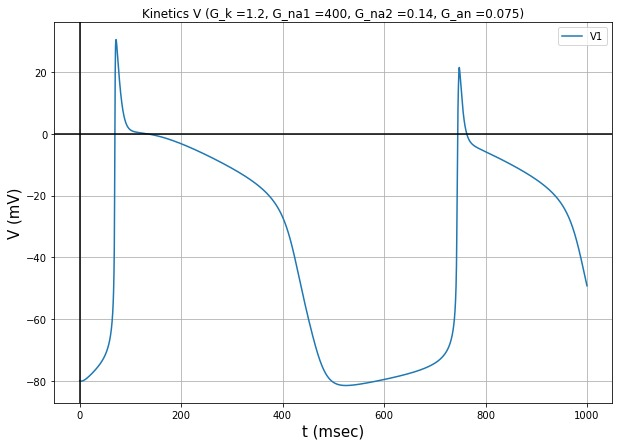 Kinetics V (G_k =1.2, G_na1 =400, G_na2 =0.14, G_an =0.075)
V1
20
0
−20
−40
−60
−80
V (mV)
0 200 400 600 800 1000
t (msec)